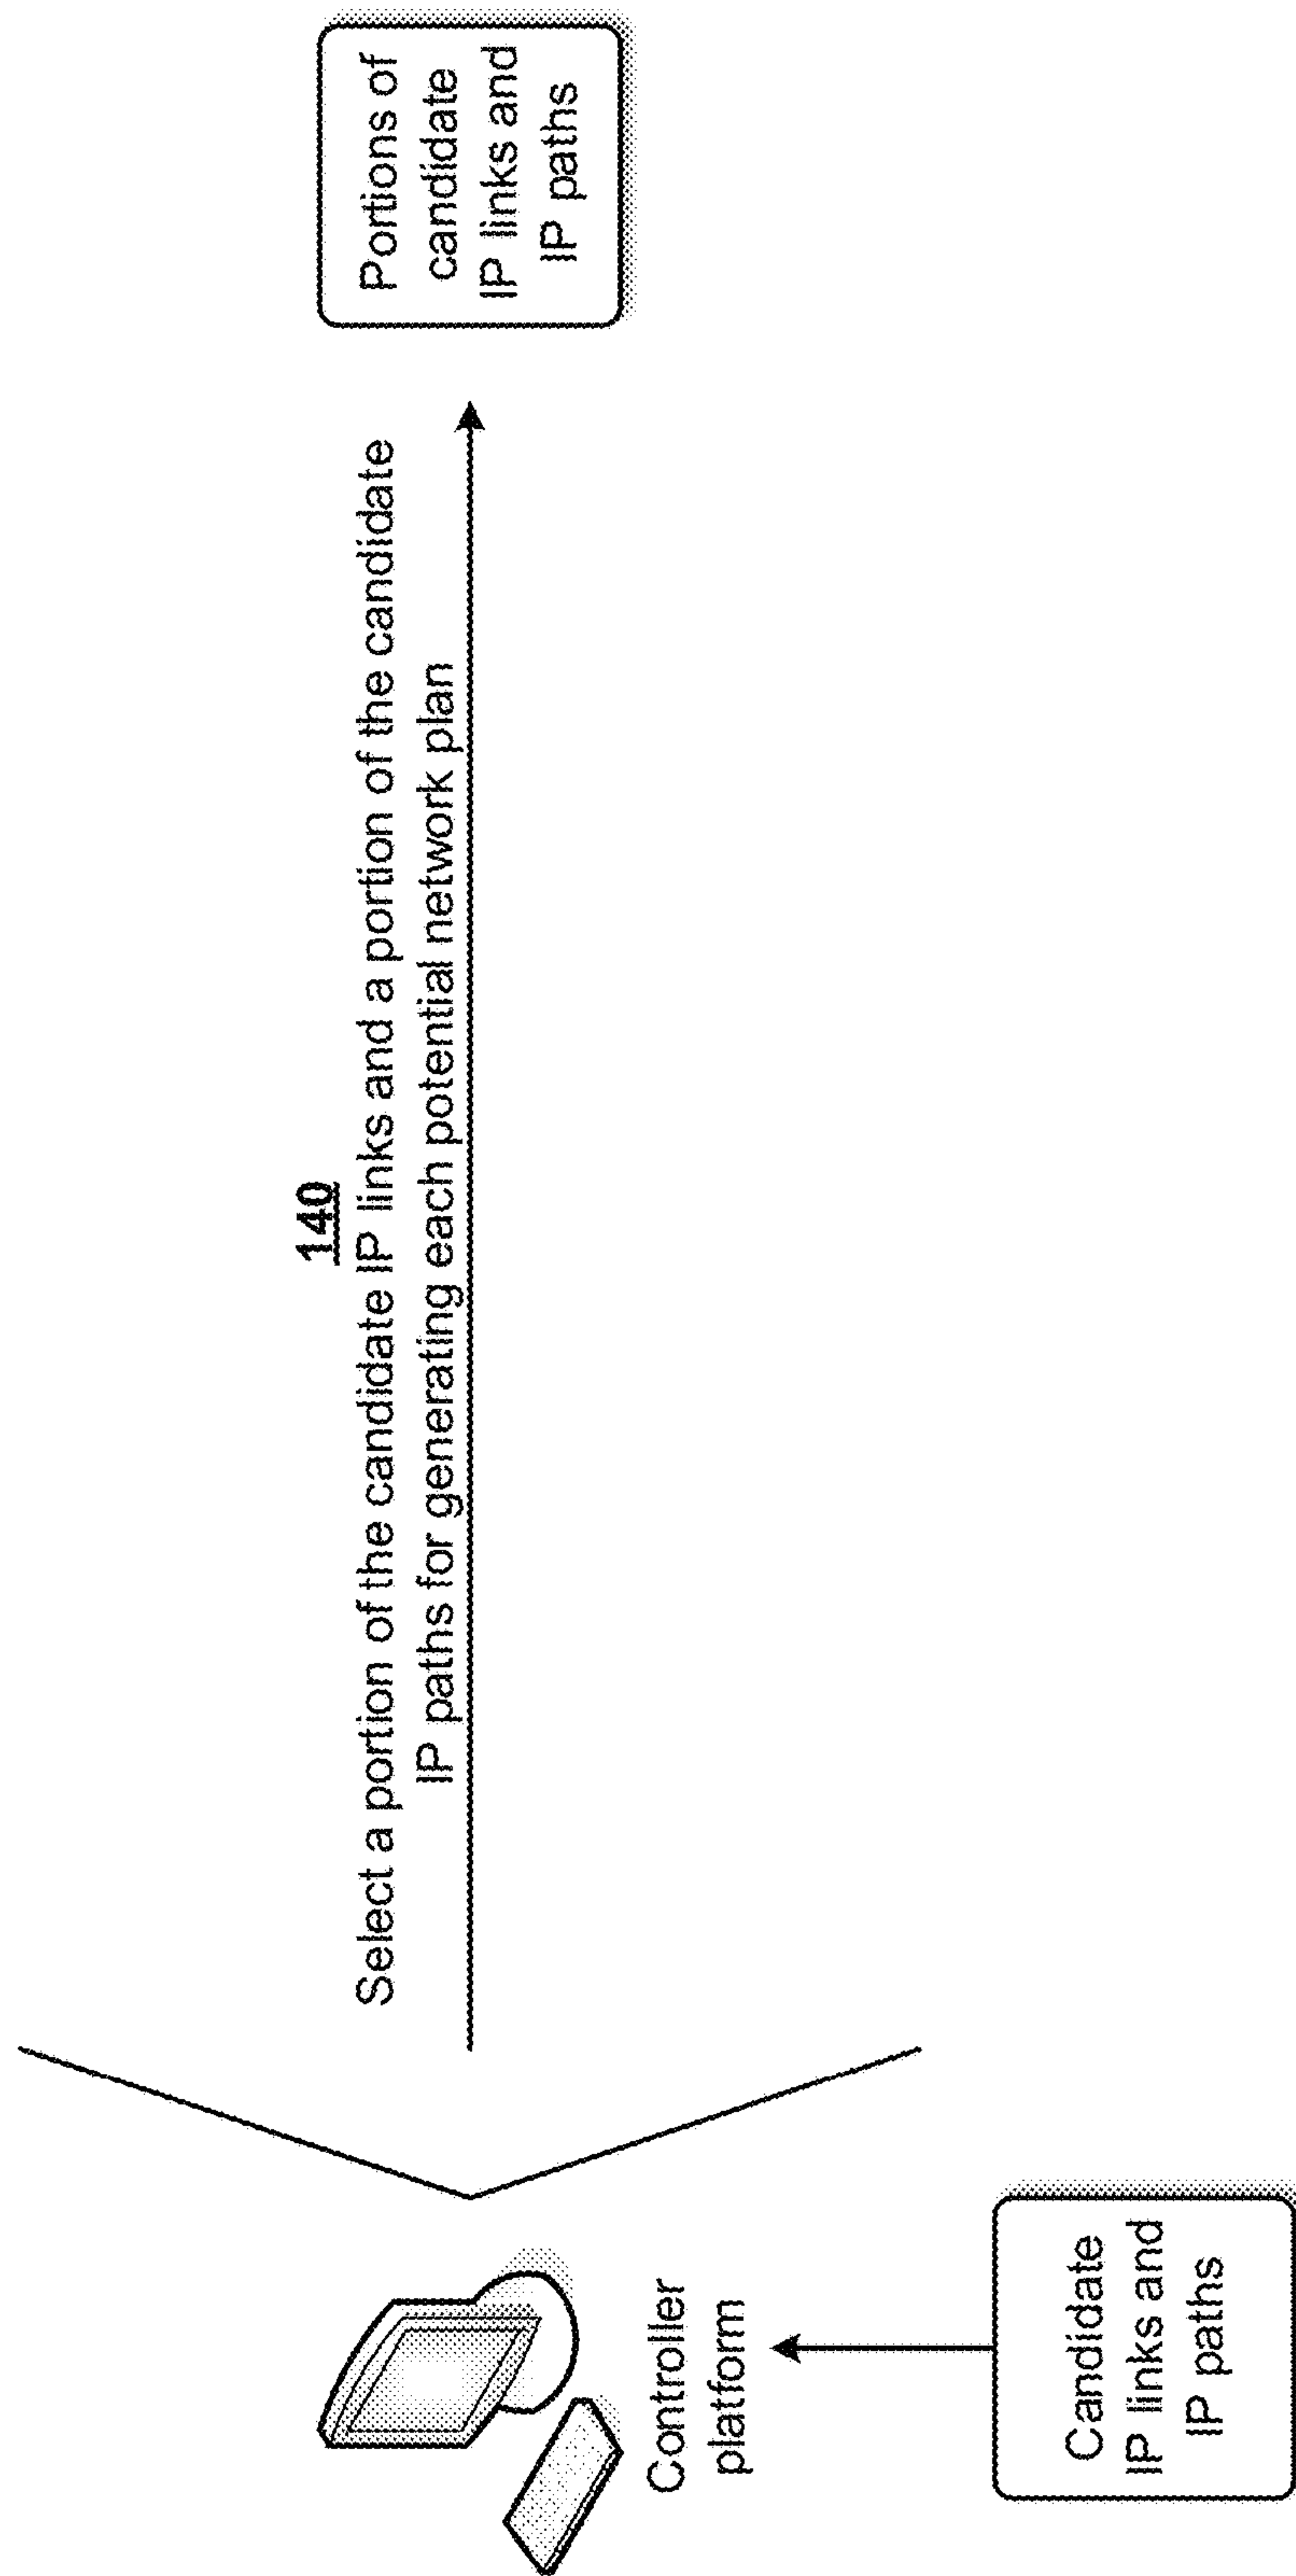 140
Select a portion of the candidate IP links and a portion of the candidate
IP paths for generating each potential network plan
Portions of
candidate
IP links and
IP paths
Controller
platform
Candidate
IP links and
IP paths